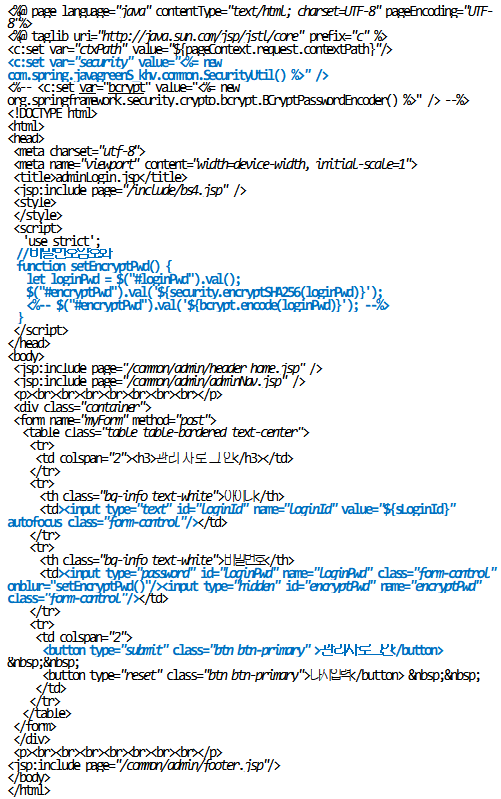 <%@ page language="java" contentType="text/html; charset=UTF-8" pageEncoding="UTF-
8"%>
<%@ taglib uri="http://java.sun.com/jsp/jstl/core" prefix="c" %>
<c:set var="ctxPath" value="${pageContext.request.contextPath}"/>
<c:set var="security" value="<%= new
com.spring.javagreenS_khv.common.SecurityUtil() %>" />
<%-- <c:set var="bcrypt" value="<%= new
org.springframework.security.crypto.bcrypt.BCryptPasswordEncoder() %>" /> --%>
<!DOCTYPE html>
<html>
<head>
<meta charset="utf-8">
<meta name="viewport" content="width=device-width, initial-scale=1">
<title>adminLogin.jsp</title>
<jsp:include page="/include/bs4.jsp" />
<style>
</style>
<script>
'use strict';
//비밀번호암호화
function setEncryptPwd() {
let loginPwd = $("#loginPwd").val();
$("#encryptPwd").val('${security.encryptSHA256(loginPwd)}');
<%-- $("#encryptPwd").val('${bcrypt.encode(loginPwd)}'); --%>
}
</script>
</head>
<body>
<jsp:include page="/common/admin/header_home.jsp" />
<jsp:include page="/common/admin/adminNav.jsp" />
<p><br><br><br><br><br><br><br></p>
<div class="container">
<form name="myForm" method="post">
<table class="table table-bordered text-center">
<tr>
<td colspan="2"><h3>관리자로그인</h3></td>
</tr>
<tr>
<th class="bg-info text-white">아이디</th>
<td><input type="text" id="loginId" name="loginId" value="${sLoginId}"
autofocus class="form-control"/></td>
</tr>
<tr>
<th class="bg-info text-white">비밀번호</th>
<td><input type="password" id="loginPwd" name="loginPwd" class="form-control"
onblur="setEncryptPwd()"/><input type="hidden" id="encryptPwd" name="encryptPwd"
class="form-control"/></td>
</tr>
<tr>
<td colspan="2">
<button type="submit" class="btn btn-primary" >관리자로그인</button>
&nbsp;&nbsp;
<button type="reset" class="btn btn-primary">다시입력</button> &nbsp;&nbsp;
</td>
</tr>
</table>
</form>
</div>
<p><br><br><br><br><br><br><br></p>
<jsp:include page="/common/admin/footer.jsp"/>
</body>
</html>